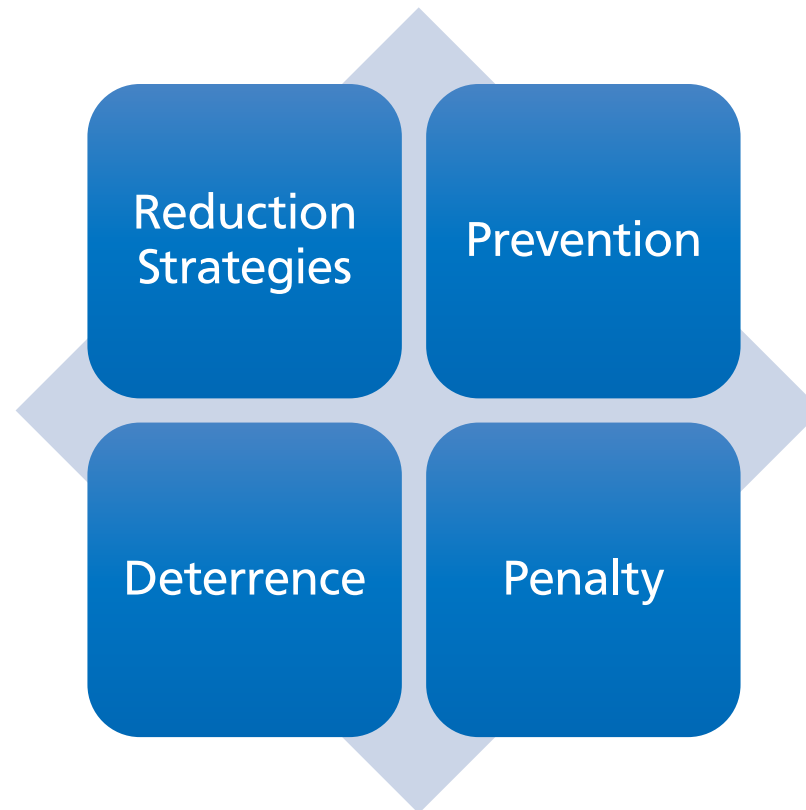 Reduction
Strategies
Prevention
Deterrence
Penalty